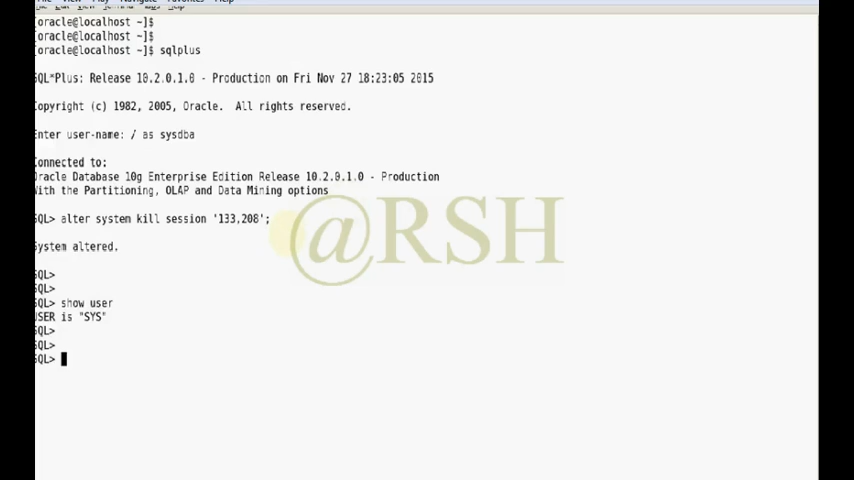 [oracle@localhost ~]$
[oracle@localhost ~]$
[oracle@localhost ~]$ sqlplus
SQL*Plus: Release 10.2.0.1.0 - Production on Fri Nov 27 18:23:05 2015
Copyright (c) 1982, 2005, Oracle.  All rights reserved.
Enter user-name: / as sysdba
Connected to:
Oracle Database 10g Enterprise Edition Release 10.2.0.1.0 - Production
With the Partitioning, OLAP and Data Mining options
SQL> alter system kill session '133,208';
@RSH
System altered.
SQL>
SQL>
SQL> show user
USER is "SYS"
SQL>
SQL>
SQL>